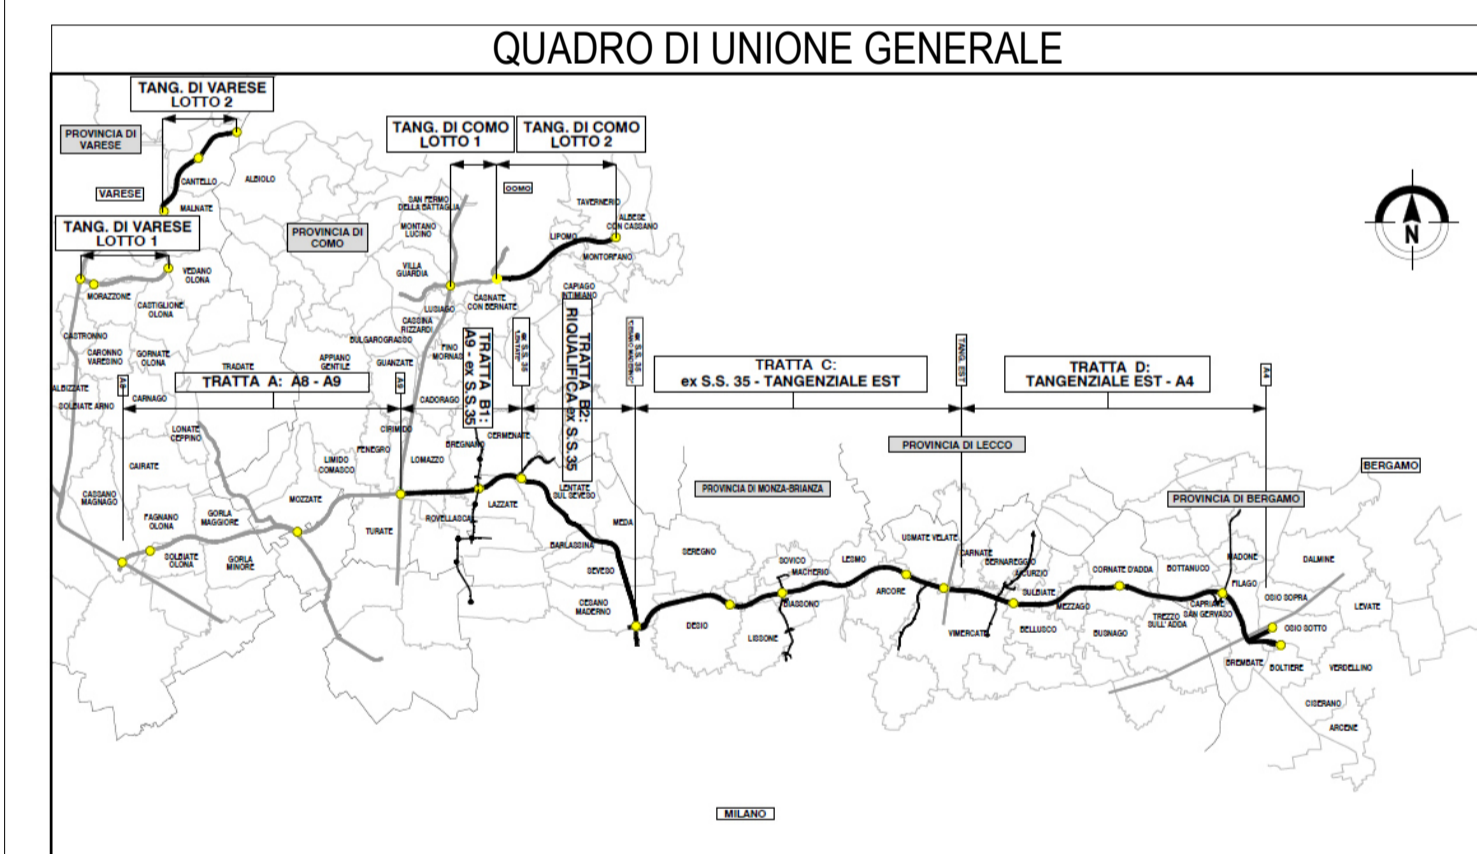 QUADRO DI UNIONE GENERALE
TANG. DI VARESE
LOTTO 2
PROVINCIA DI
VARESE
VARESE
CANTELLO
ALBIOLO
MALNATE
TANG. DI VARESE
LOTTO 1
PROVINCIA DI
COMO
TANG. DI COMO
LOTTO 1
TANG. DI COMO
LOTTO 2
COMO
SAN FERMO
DELLA BATTAGLIA
TAVERNERIO
ALBESE
CON CASSANO
MONTANO
LUCINO
LIPOMO
MONTORFANO
VILLA
GUARDIA
CAPIAGO
INTIMIANO
VEDANO
OLONA
MORAZZONE
CASTIGLIONE
OLONA
LUISAGO
CASNATE
CON BERNATE
CASSINA
RIZZARDI
CASTRONNO
BULGAROGRASSO
FINO
MORNASCO
CARONNO
VARESINO
GORNATE
OLONA
TRADATE
APPIANO
GENTILE
GUANZATE
ALBIZZATE
SOLBIATE ARNO
CARNAGO
CADORAGO
A8
TRATTA A: A8 - A9
A9
TRATTA B1:
A9 - ex S.S.35
ex S.S. 35
TRATTA B2:
RIQUALIFICA ex S.S.35
ex S.S. 35
TRATTA C:
ex S.S. 35 - TANGENZIALE EST
TANG. EST
TRATTA D:
TANGENZIALE EST - A4
A4
N
LONATE
CEPPINO
CIRIMIDO
FENEGRO
BREGNANO
CERMENATE
LIMIDO
COMASCO
LOMAZZO
CAIRATE
CASSANO
MAGNAGO
MOZZATE
LAZZATE
LENTATE
SUL SEVESO
FAGNANO
OLONA
GORLA
MAGGIORE
TURATE
ROVELLASCA
SOLBIATE
OLONA
GORLA
MINORE
MEDA
BARLASSINA
SEVESO
CESANO
MADERNO
PROVINCIA DI MONZA-BRIANZA
PROVINCIA DI LECCO
PROVINCIA DI BERGAMO
BERGAMO
SEREGNO
SOVICO
MACHERIO
LESMO
USMATE VELATE
CARNATE
BERNAREGGIO
AICURZIO
SULBIATE
CORNATE D'ADDA
BOTTANUCO
MADONE
FILAGO
DALMINE
DESIO
BIASSONO
LISSONE
ARCORE
VIMERCATE
BELLUSCO
MEZZAGO
BUSNAGO
TREZZO
SULL' ADDA
CAPRIATE
SAN GERVASO
OSIO SOPRA
LEVATE
OSIO SOTTO
BREMBATE
BOLTIERE
VERDELLINO
CISERANO
ARCENE
MILANO